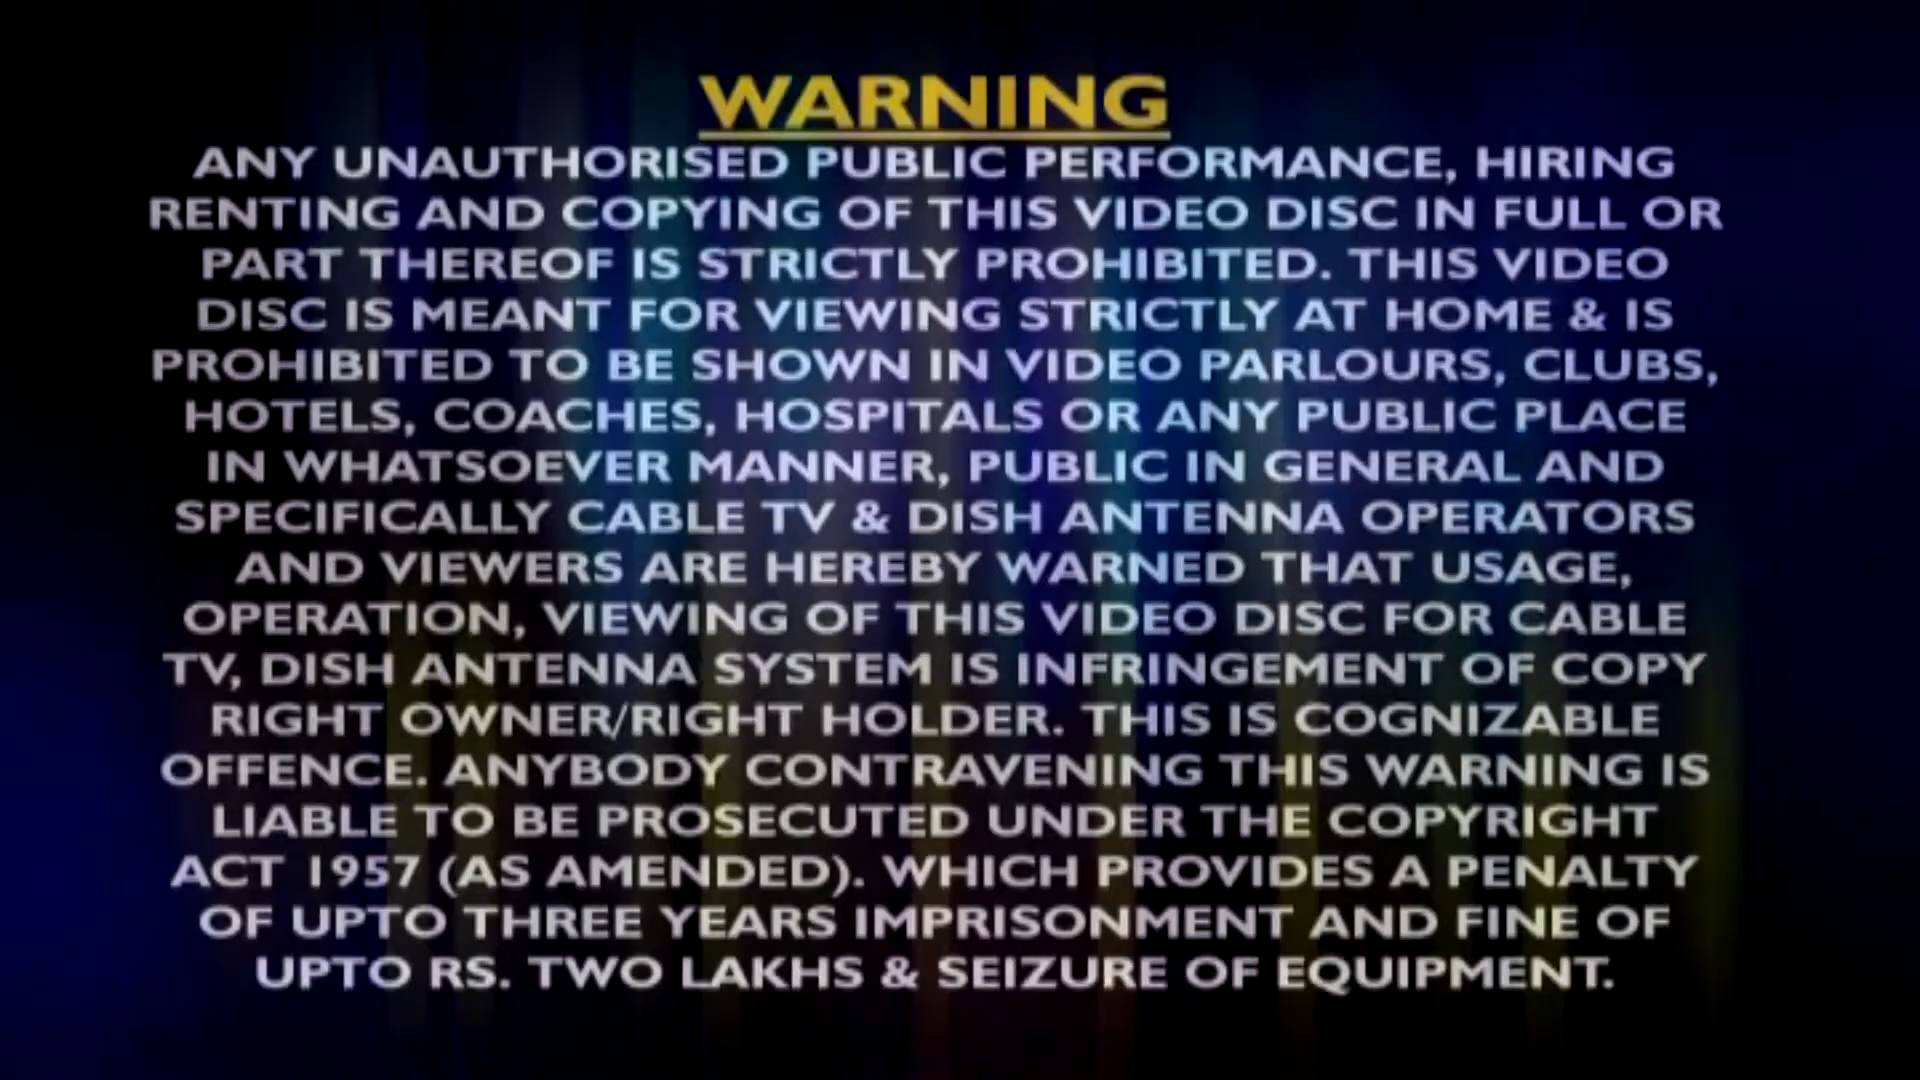 WARNING
ANY UNAUTHORISED PUBLIC PERFORMANCE, HIRING
RENTING AND COPYING OF THIS VIDEO DISC IN FULL OR
PART THEREOF IS STRICTLY PROHIBITED. THIS VIDEO
DISC IS MEANT FOR VIEWING STRICTLY AT HOME & IS
PROHIBITED TO BE SHOWN IN VIDEO PARLOURS, CLUBS,
HOTELS, COACHES, HOSPITALS OR ANY PUBLIC PLACE
IN WHATSOEVER MANNER, PUBLIC IN GENERAL AND
SPECIFICALLY CABLE TV & DISH ANTENNA OPERATORS
AND VIEWERS ARE HEREBY WARNED THAT USAGE,
OPERATION, VIEWING OF THIS VIDEO DISC FOR CABLE
TV, DISH ANTENNA SYSTEM IS INFRINGEMENT OF COPY
RIGHT OWNER/RIGHT HOLDER. THIS IS COGNIZABLE
OFFENCE. ANYBODY CONTRAVENING THIS WARNING IS
LIABLE TO BE PROSECUTED UNDER THE COPYRIGHT
ACT 1957 (AS AMENDED). WHICH PROVIDES A PENALTY
OF UPTO THREE YEARS IMPRISONMENT AND FINE OF
UPTO RS. TWO LAKHS & SEIZURE OF EQUIPMENT.